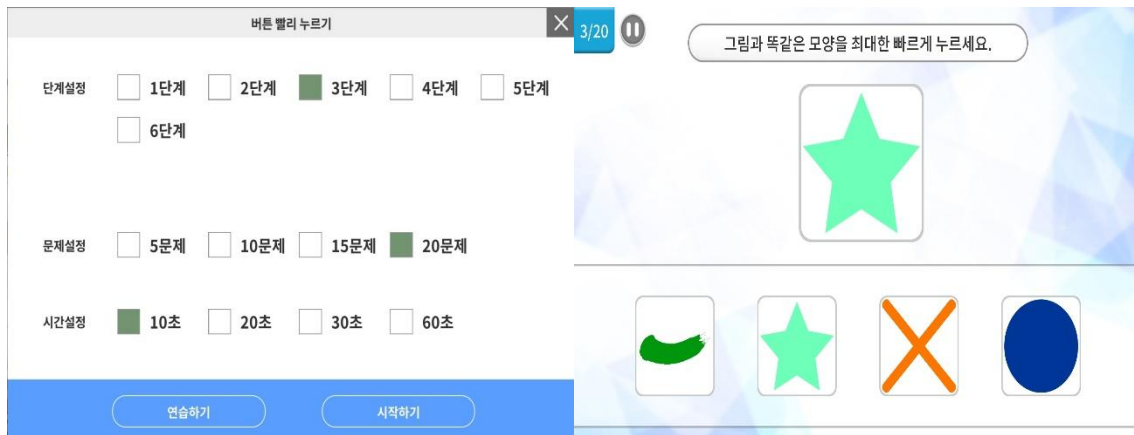 버튼 빨리 누르기
단계설정 1단계 2단계 3단계 4단계 5단계
6단계
문제설정 5문제 10문제 15문제 20문제
시간설정 10초 20초 30초 60초
연습하기 시작하기
3/20
그림과 똑같은 모양을 최대한 빠르게 누르세요.